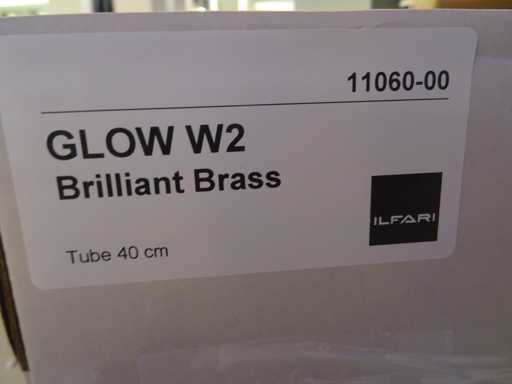 11060-00
GLOW W2
Brilliant Brass
ILFARI
Tube 40 cm